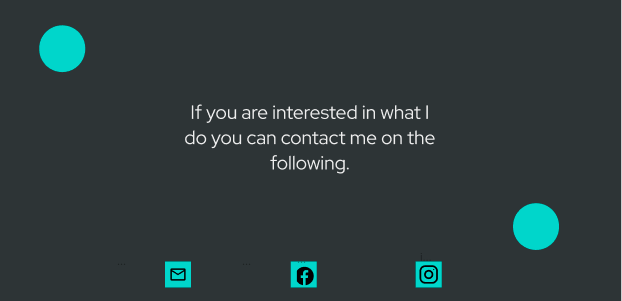 If you are interested in what I
do you can contact me on the
following.